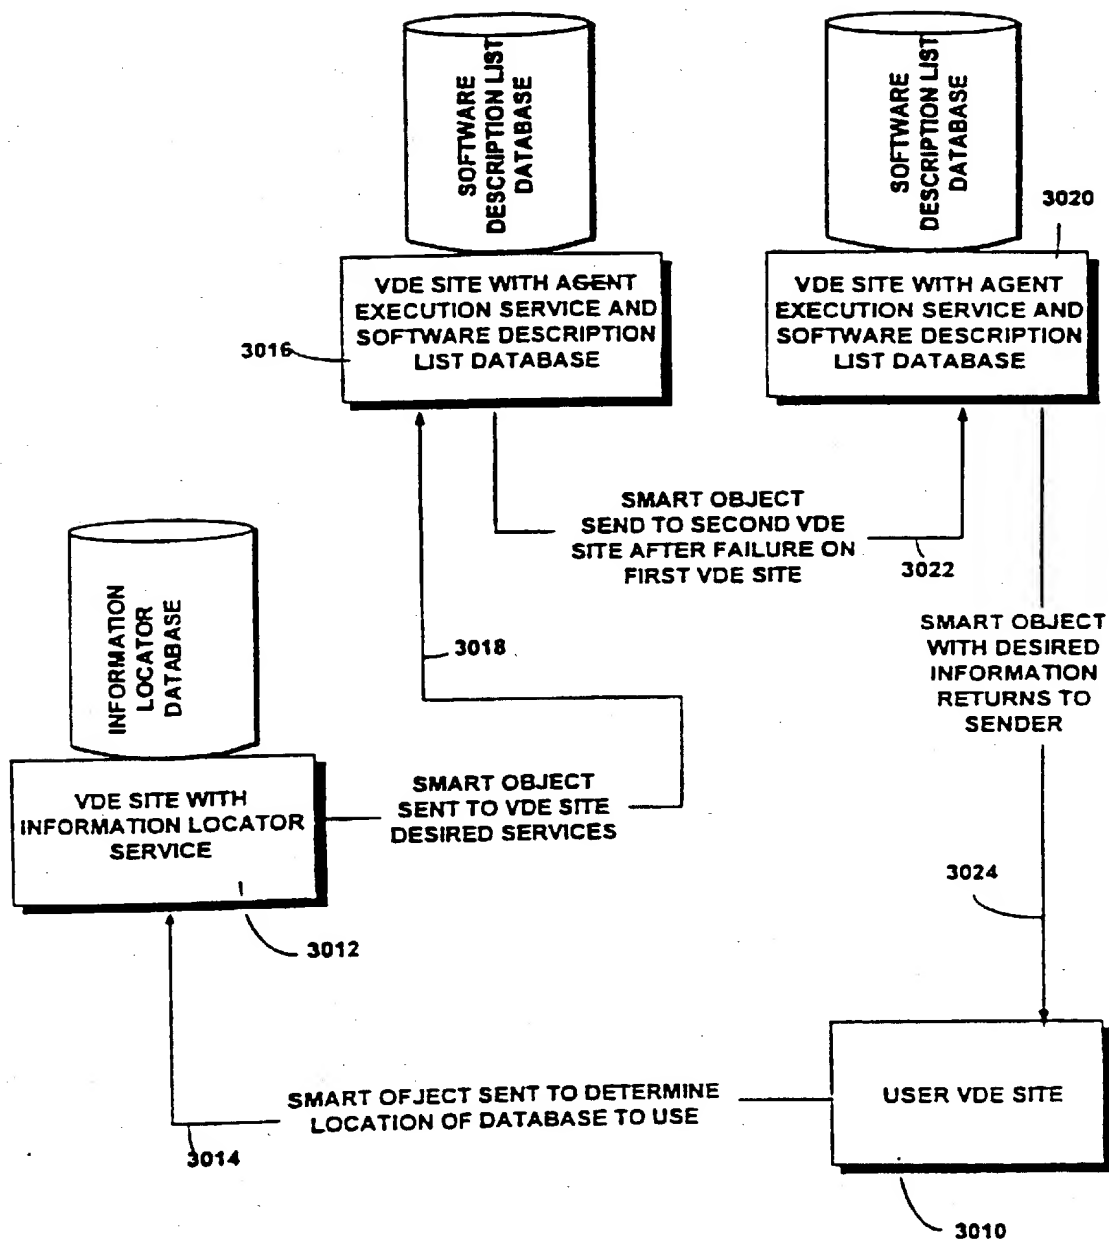 SOFTWARE
DESCRIPTION LIST
DATABASE
SOFTWARE
DESCRIPTION LIST
DATABASE
3020
VDE SITE WITH AGENT
EXECUTION SERVICE AND
SOFTWARE DESCRIPTION
LIST DATABASE
3016
VDE SITE WITH AGENT
EXECUTION SERVICE AND
SOFTWARE DESCRIPTION
LIST DATABASE
SMART OBJECT
SEND TO SECOND VDE
SITE AFTER FAILURE ON
FIRST VDE SITE
3022
INFORMATION
LOCATOR
DATABASE
3018
SMART OBJECT
WITH DESIRED
INFORMATION
RETURNS TO
SENDER
VDE SITE WITH
INFORMATION LOCATOR
SERVICE
SMART OBJECT
SENT TO VDE SITE
DESIRED SERVICES
3024
3012
SMART OFJECT SENT TO DETERMINE
LOCATION OF DATABASE TO USE
USER VDE SITE
3014
3010